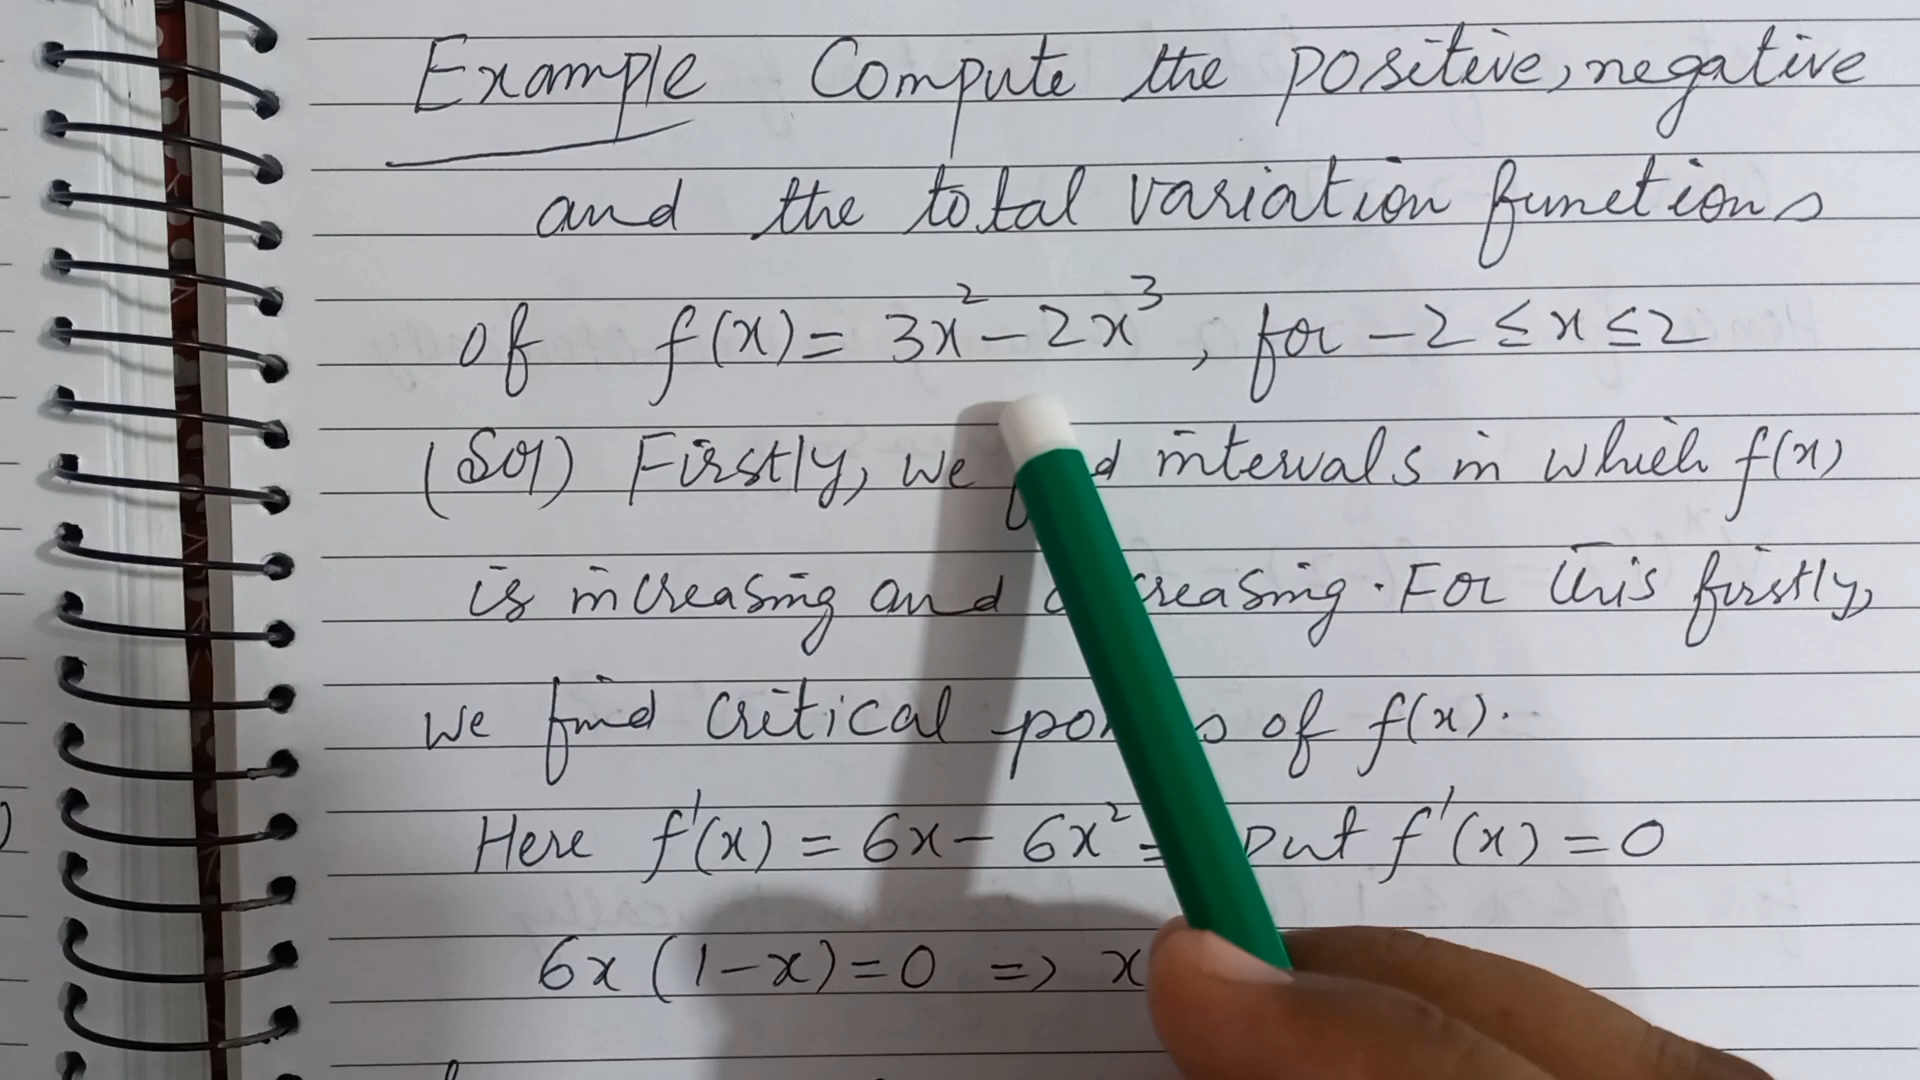 Example Compute the positive, negative
and the total variation functions
of f(x) = 3x² - 2x³, for -2 ≤ x ≤ 2
(Sol) Firstly, we intervals in which f(x)
is increasing and For this firstly,
we find critical of f(x).
Here f'(x) = 6x - 6x² = put f'(x) = 0
6x (1-x) = 0 => x